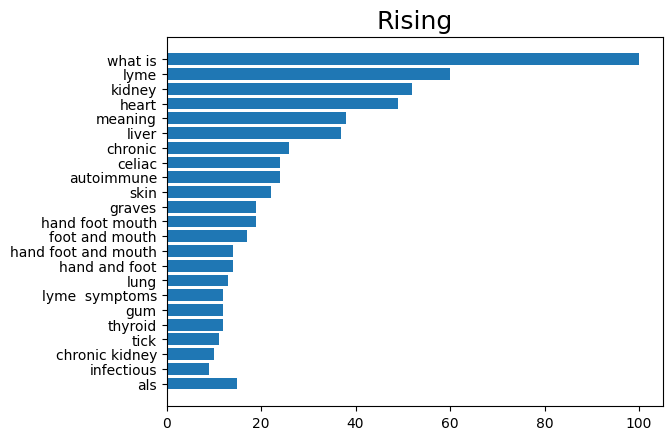 Rising
what is
lyme
kidney
heart
meaning
liver
chronic
celiac
autoimmune
skin
graves
hand foot mouth
foot and mouth
hand foot and mouth
hand and foot
lung
lyme  symptoms
gum
thyroid
tick
chronic kidney
infectious
als
0 20 40 60 80 100